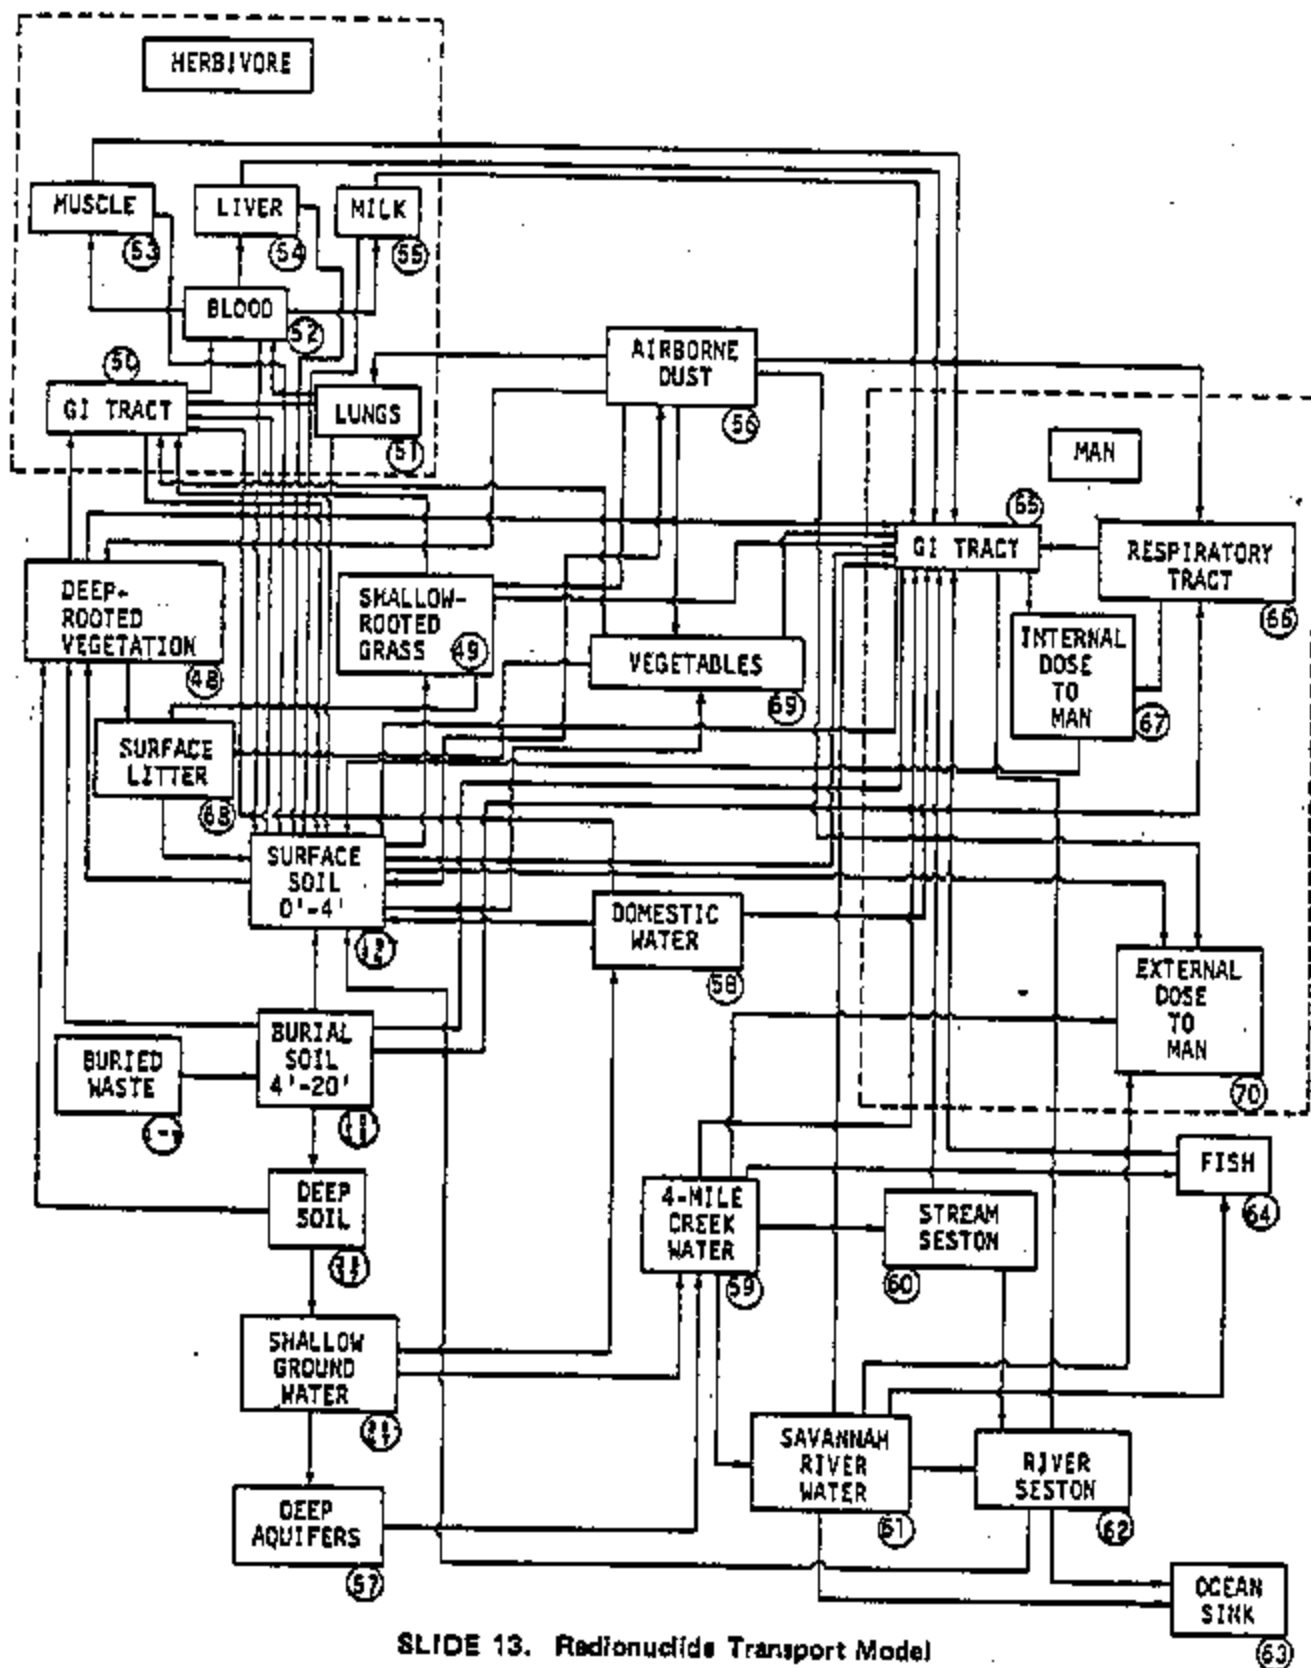 HERBIVORE
MUSCLE
53
LIVER
54
MILK
55
BLOOD
52
50
GI TRACT
LUNGS
51
AIRBORNE
DUST
56
MAN
65
GI TRACT
RESPIRATORY
TRACT
66
DEEP-
ROOTED
VEGETATION
48
SHALLOW-
ROOTED
GRASS
49
VEGETABLES
69
INTERNAL
DOSE
TO
MAN
67
SURFACE
LITTER
68
SURFACE
SOIL
0'-4'
DOMESTIC
WATER
58
EXTERNAL
DOSE
TO
MAN
70
BURIED
WASTE
BURIAL
SOIL
4'-20'
DEEP
SOIL
4-MILE
CREEK
WATER
59
STREAM
SESTON
60
FISH
64
SHALLOW
GROUND
WATER
SAVANNAH
RIVER
WATER
61
RIVER
SESTON
62
DEEP
AQUIFERS
57
OCEAN
SINK
63
SLIDE 13. Radionuclide Transport Model